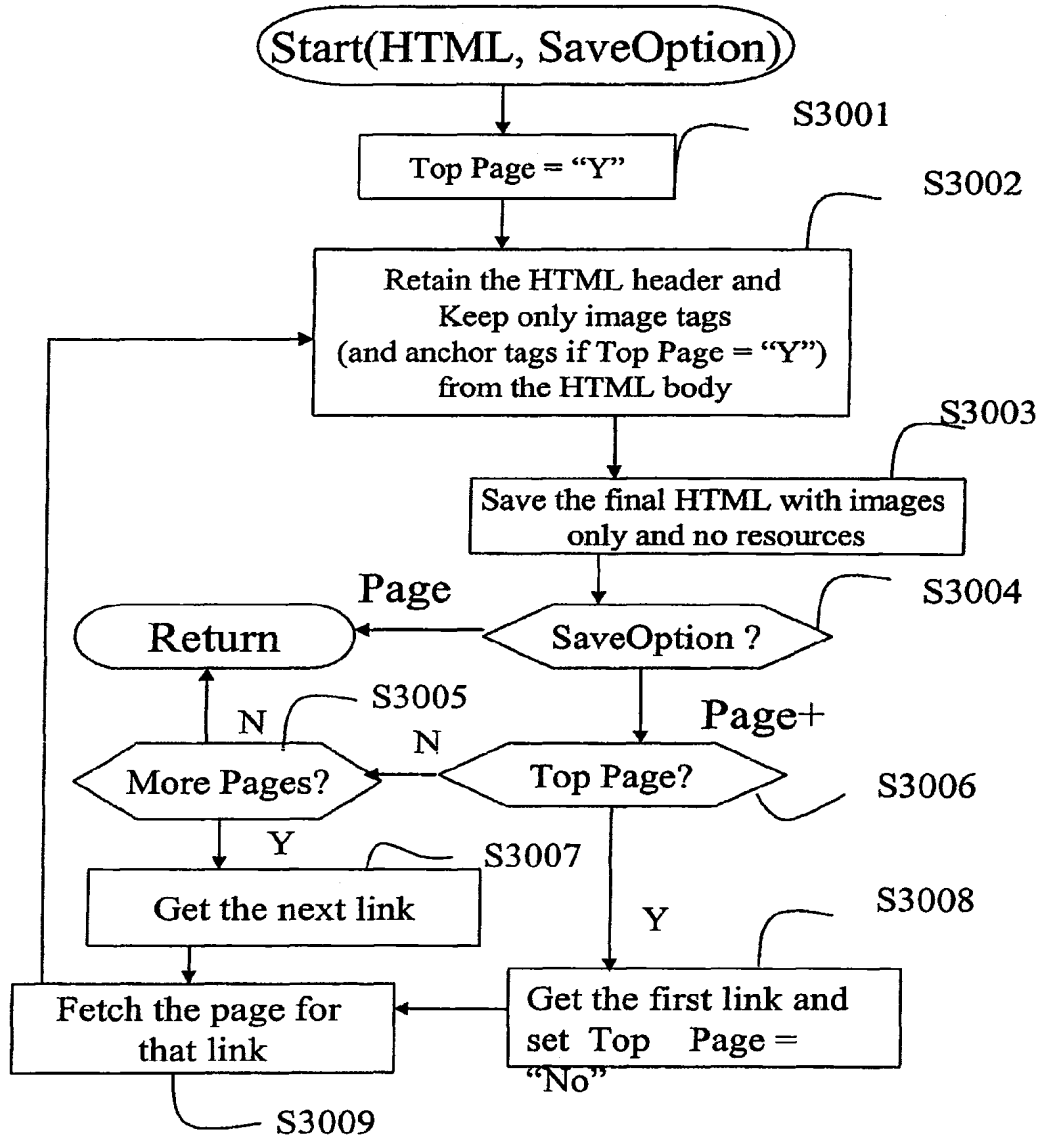 Start(HTML, SaveOption)
S3001
Top Page = “Y”
S3002
Retain the HTML header and
Keep only image tags
(and anchor tags if Top Page = “Y”)
from the HTML body
S3003
Save the final HTML with images
only and no resources
S3004
Page
Return
SaveOption ?
S3005
Page+
N
N
More Pages?
Top Page?
S3006
Y
S3007
Get the next link
Y
S3008
Fetch the page for
that link
Get the first link and
set Top Page =
“No”
S3009